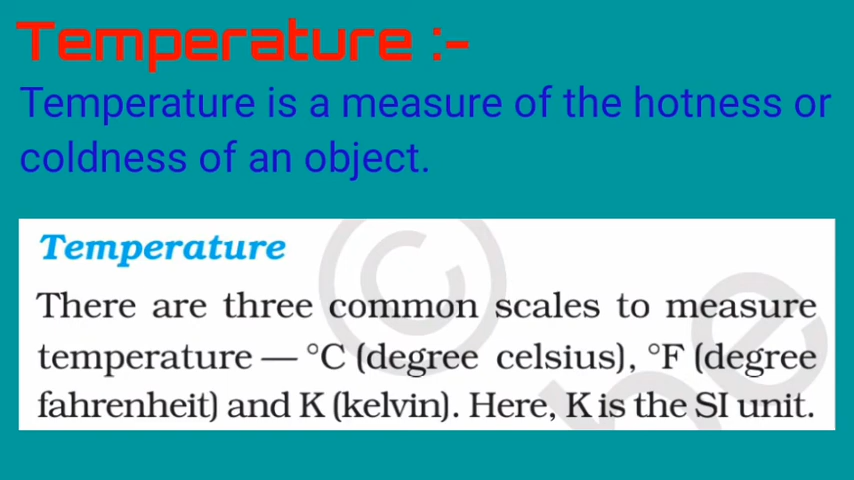 Temperature :-
Temperature is a measure of the hotness or
coldness of an object.
Temperature
There are three common scales to measure
temperature — °C (degree celsius), °F (degree
fahrenheit) and K (kelvin). Here, K is the SI unit.